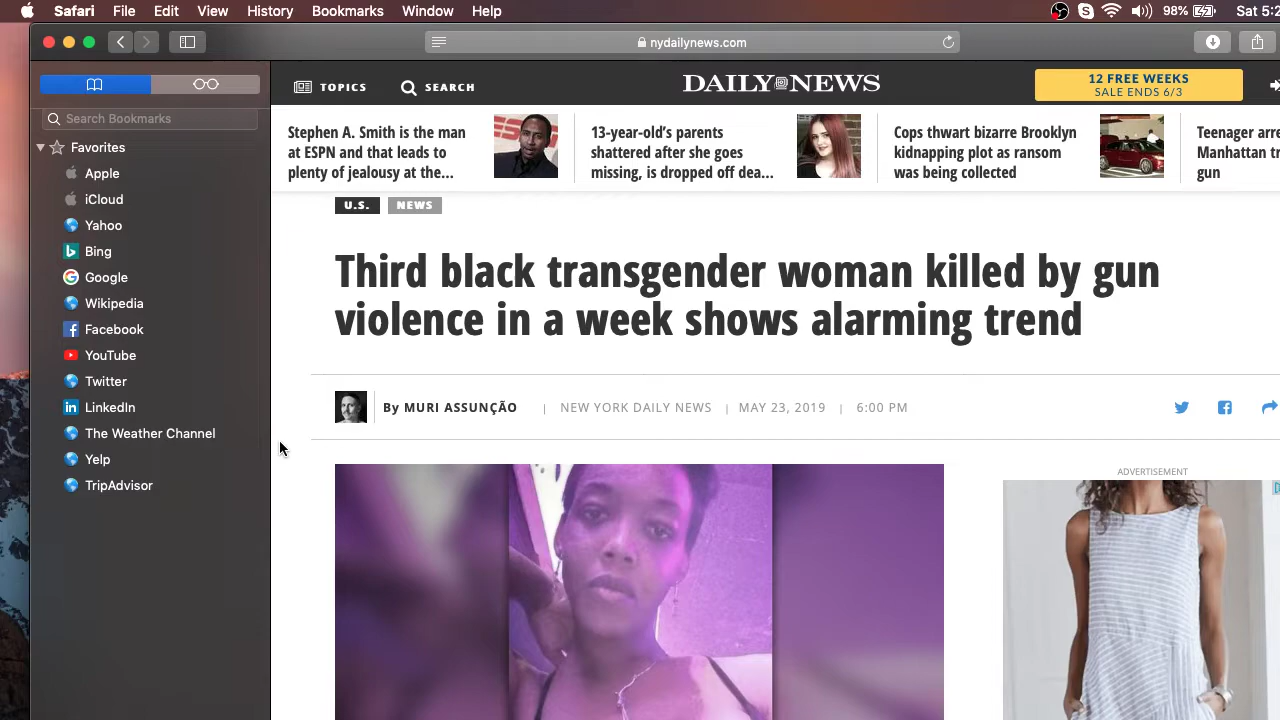 Safari File Edit View History Bookmarks Window Help 98% Sat 5:2
nydailynews.com
Search Bookmarks
Favorites
Apple
iCloud
Yahoo
Bing
Google
Wikipedia
Facebook
YouTube
Twitter
LinkedIn
The Weather Channel
Yelp
TripAdvisor
TOPICS SEARCH DAILY NEWS
12 FREE WEEKS
SALE ENDS 6/3
Stephen A. Smith is the man
at ESPN and that leads to
plenty of jealousy at the...
13-year-old's parents
shattered after she goes
missing, is dropped off dea...
Cops thwart bizarre Brooklyn
kidnapping plot as ransom
was being collected
Teenager arre
Manhattan tr
gun
U.S. NEWS
Third black transgender woman killed by gun
violence in a week shows alarming trend
By MURI ASSUNÇÃO | NEW YORK DAILY NEWS | MAY 23, 2019 | 6:00 PM
ADVERTISEMENT